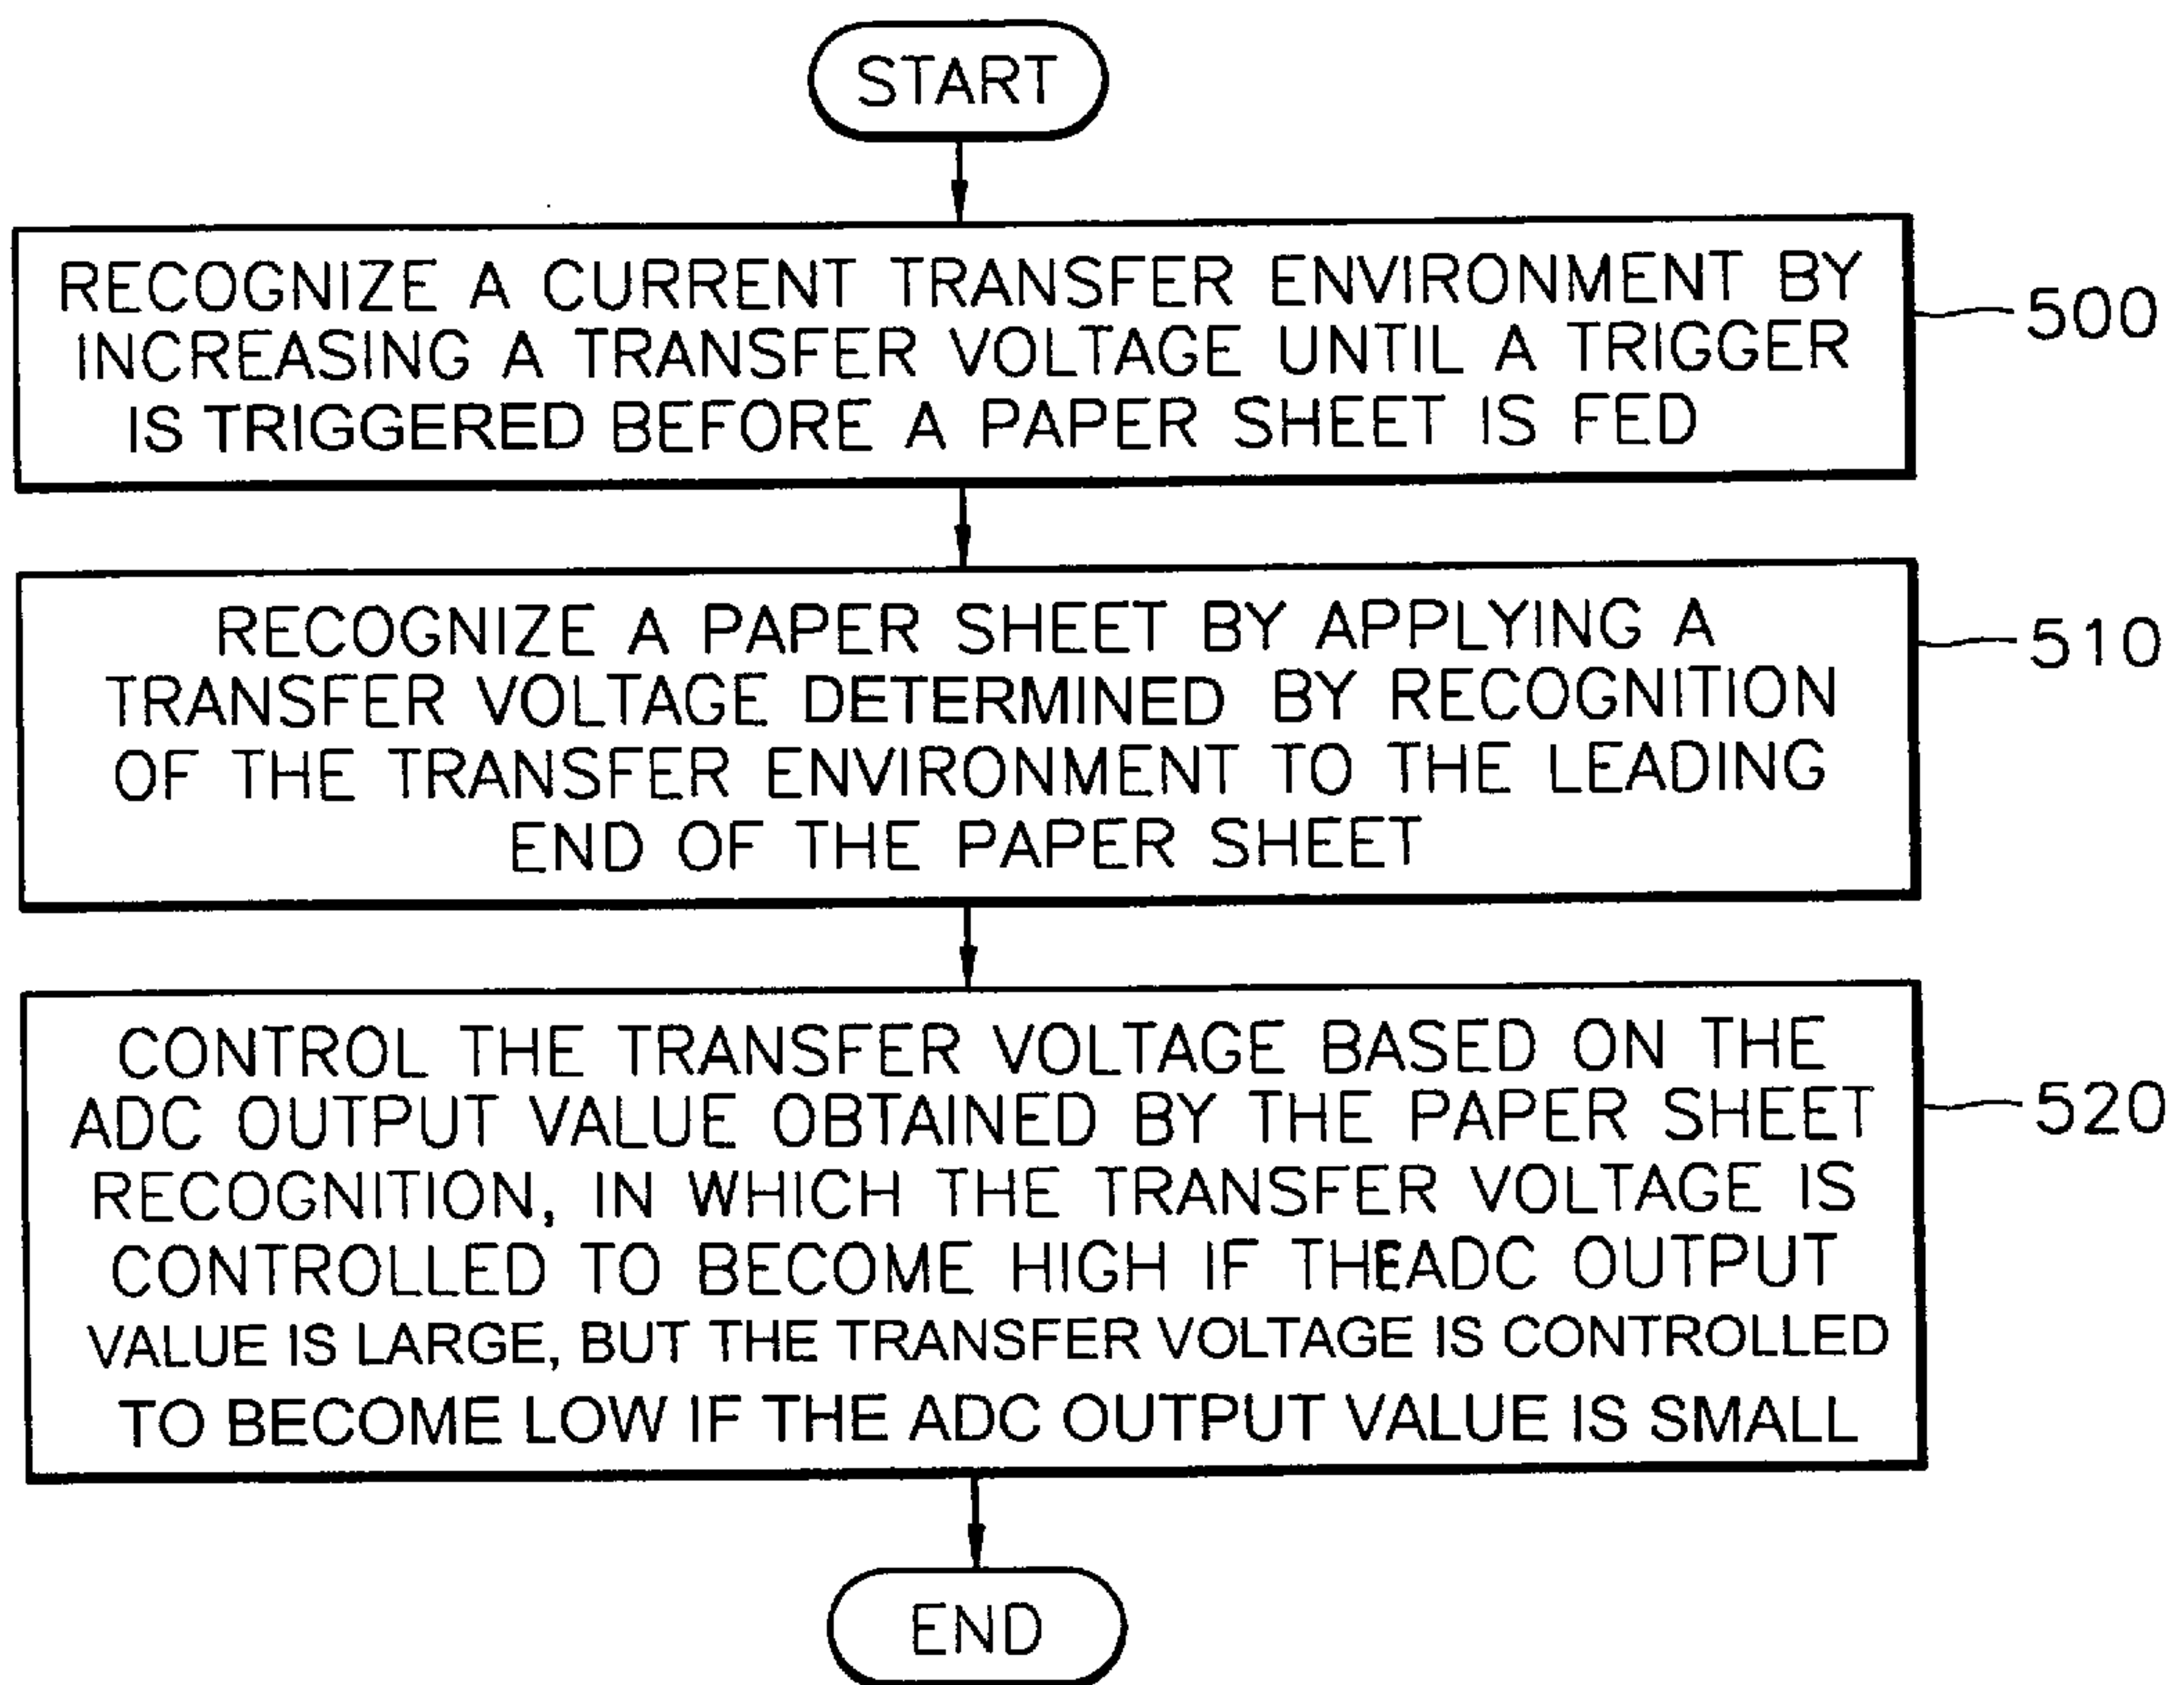 START
RECOGNIZE A CURRENT TRANSFER ENVIRONMENT BY
INCREASING A TRANSFER VOLTAGE UNTIL A TRIGGER
IS TRIGGERED BEFORE A PAPER SHEET IS FED
500
RECOGNIZE A PAPER SHEET BY APPLYING A
TRANSFER VOLTAGE DETERMINED BY RECOGNITION
OF THE TRANSFER ENVIRONMENT TO THE LEADING
END OF THE PAPER SHEET
510
CONTROL THE TRANSFER VOLTAGE BASED ON THE
ADC OUTPUT VALUE OBTAINED BY THE PAPER SHEET
RECOGNITION, IN WHICH THE TRANSFER VOLTAGE IS
CONTROLLED TO BECOME HIGH IF THE ADC OUTPUT
VALUE IS LARGE, BUT THE TRANSFER VOLTAGE IS CONTROLLED
TO BECOME LOW IF THE ADC OUTPUT VALUE IS SMALL
520
END